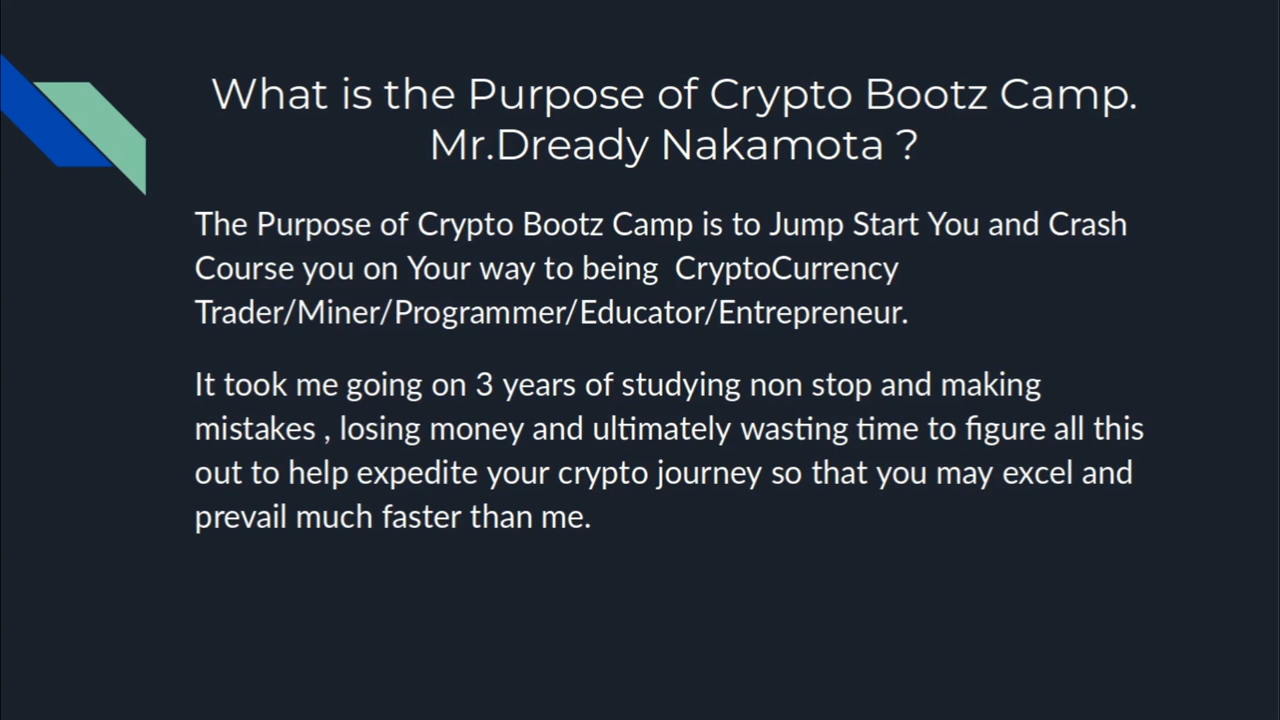 What is the Purpose of Crypto Bootz Camp.
Mr.Dready Nakamota ?
The Purpose of Crypto Bootz Camp is to Jump Start You and Crash
Course you on Your way to being  CryptoCurrency
Trader/Miner/Programmer/Educator/Entrepreneur.
It took me going on 3 years of studying non stop and making
mistakes , losing money and ultimately wasting time to figure all this
out to help expedite your crypto journey so that you may excel and
prevail much faster than me.